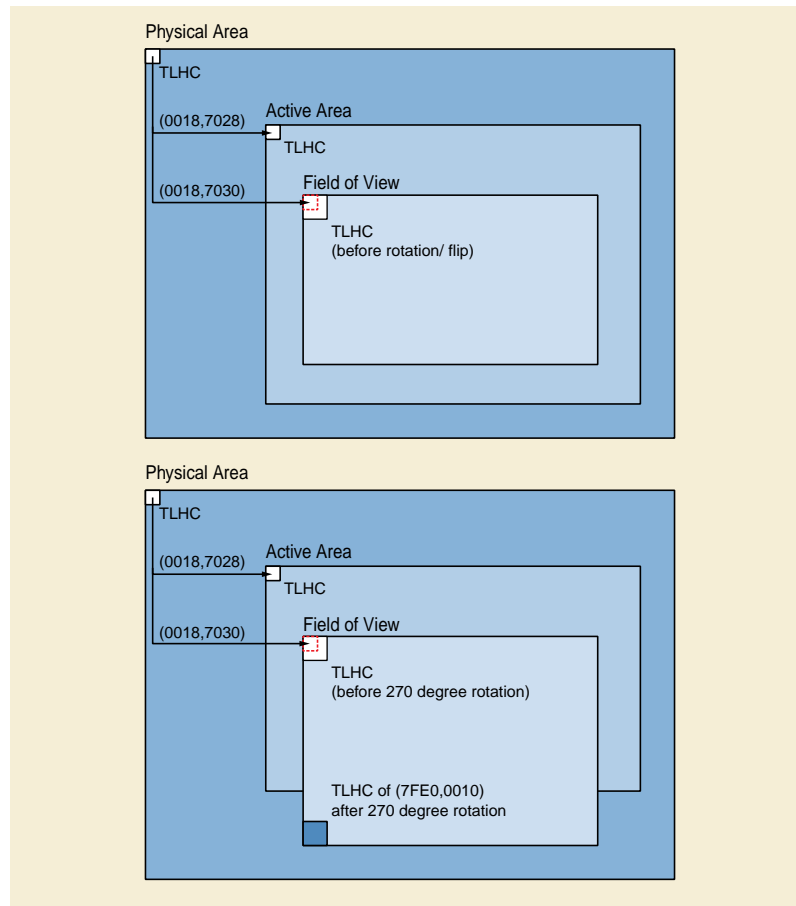 Physical Area
TLHC
(0018,7028)
Active Area
TLHC
(0018,7030)
Field of View
TLHC
(before rotation/ flip)
Physical Area
TLHC
(0018,7028)
Active Area
TLHC
(0018,7030)
Field of View
TLHC
(before 270 degree rotation)
TLHC of (7FE0,0010)
after 270 degree rotation